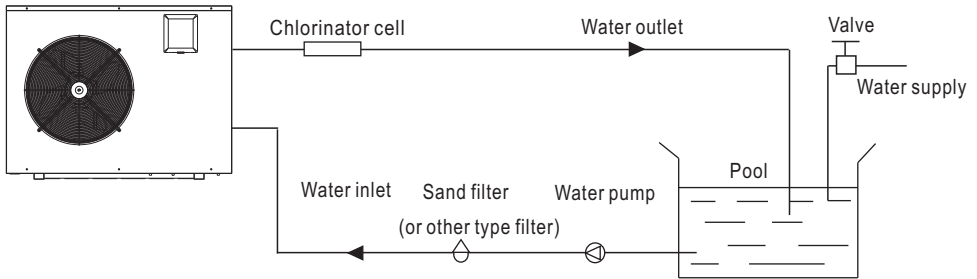 Chlorinator cell
Water outlet
Valve
Water supply
Pool
Water inlet
Sand filter
(or other type filter)
Water pump